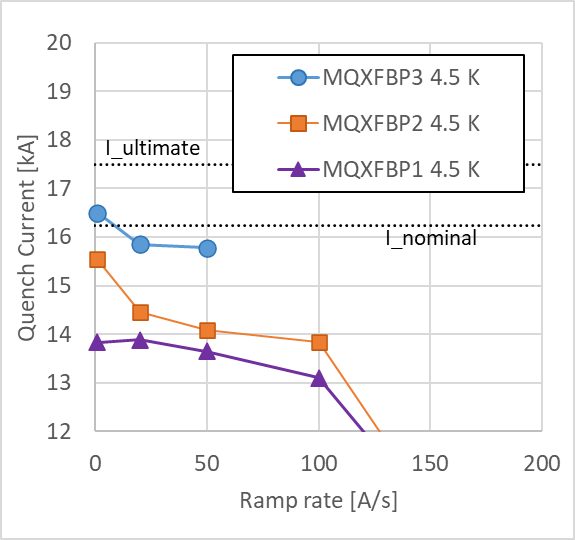 20
19
18
17
16
15
14
13
12
Quench Current [kA]
MQXFBP3 4.5 K
MQXFBP2 4.5 K
MQXFBP1 4.5 K
I_ultimate
I_nominal
0 50 100 150 200
Ramp rate [A/s]